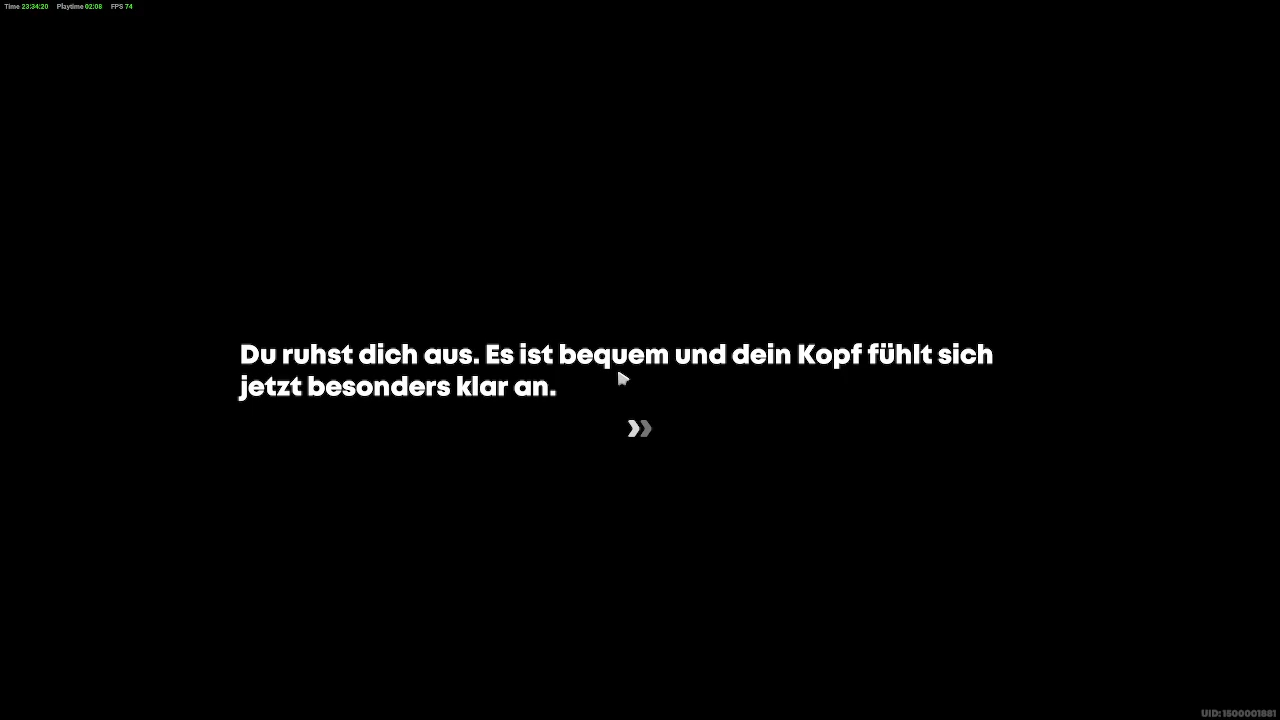 Time 23:34:20 Playtime 02:08 FPS 74
Du ruhst dich aus. Es ist bequem und dein Kopf fühlt sich
jetzt besonders klar an.
UID: 1500001881